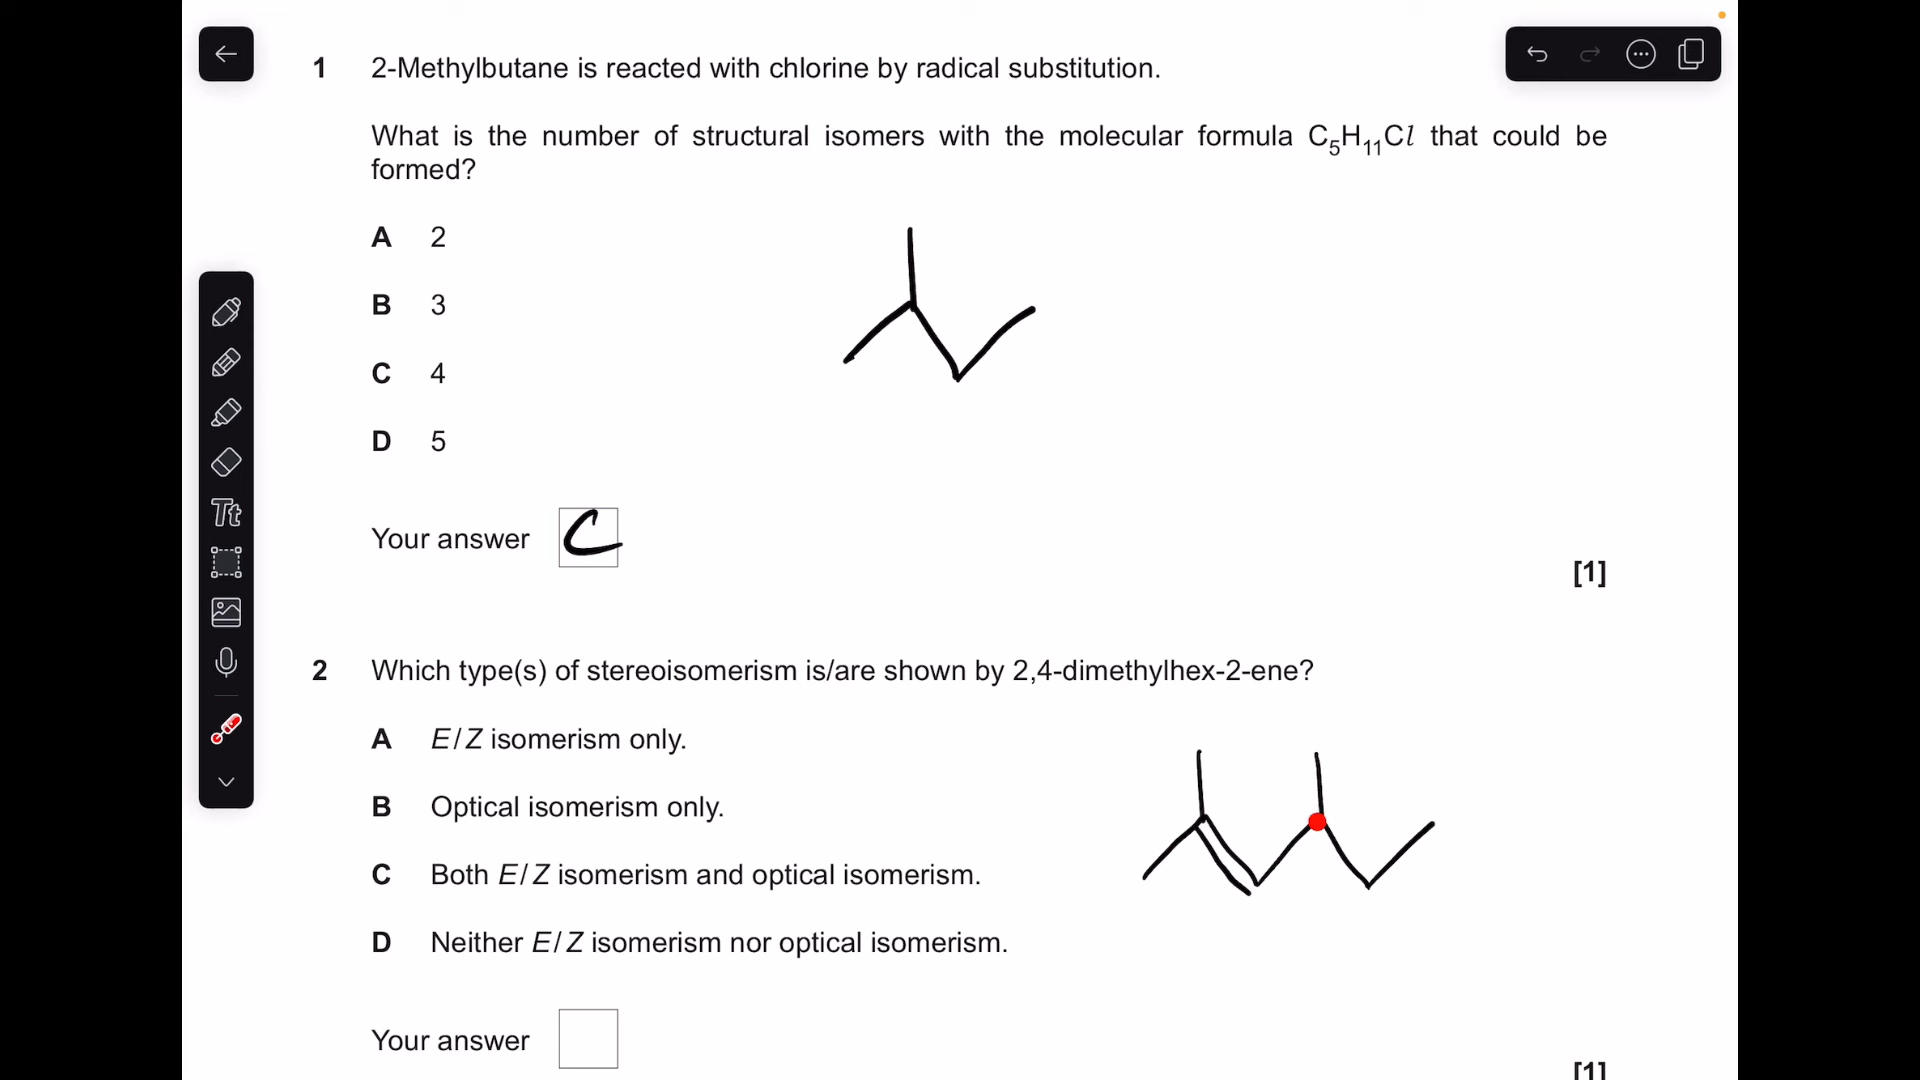 1 2-Methylbutane is reacted with chlorine by radical substitution.
What is the number of structural isomers with the molecular formula C₅H₁₁Cl that could be
formed?
A 2
B 3
C 4
D 5
Your answer C
[1]
2 Which type(s) of stereoisomerism is/are shown by 2,4-dimethylhex-2-ene?
A E/Z isomerism only.
B Optical isomerism only.
C Both E/Z isomerism and optical isomerism.
D Neither E/Z isomerism nor optical isomerism.
Your answer
[1]
Tt